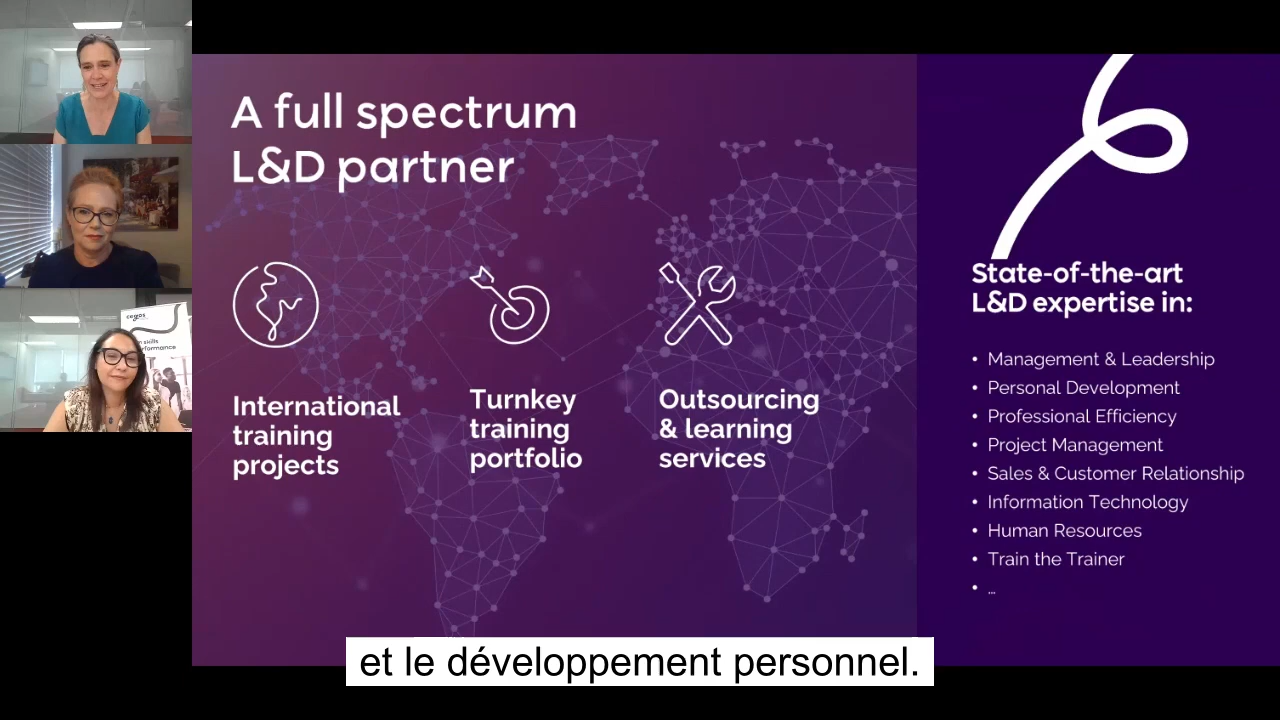 A full spectrum
L&D partner
International
training
projects
Turnkey
training
portfolio
Outsourcing
& learning
services
State-of-the-art
L&D expertise in:
• Management & Leadership
• Personal Development
• Professional Efficiency
• Project Management
• Sales & Customer Relationship
• Information Technology
• Human Resources
• Train the Trainer
• ...
cegos
skills
et le développement personnel.